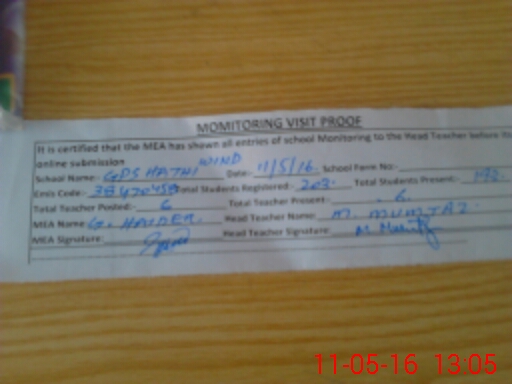 MOMITORING VISIT PROOF
It is certified that the MEA has shown all entries of school Monitoring to the Head Teacher before its
online submission
School Name: GPS HATHI WIND Date: 11/5/16 School Form No:
Emis Code: Total Students Registered: 203 Total Students Present:
Total Teacher Posted: 6 Total Teacher Present: 6
MEA Name: G. HAIDER Head Teacher Name: M. MUMTAZ
MEA Signature: Head Teacher Signature:
11-05-16 13:05